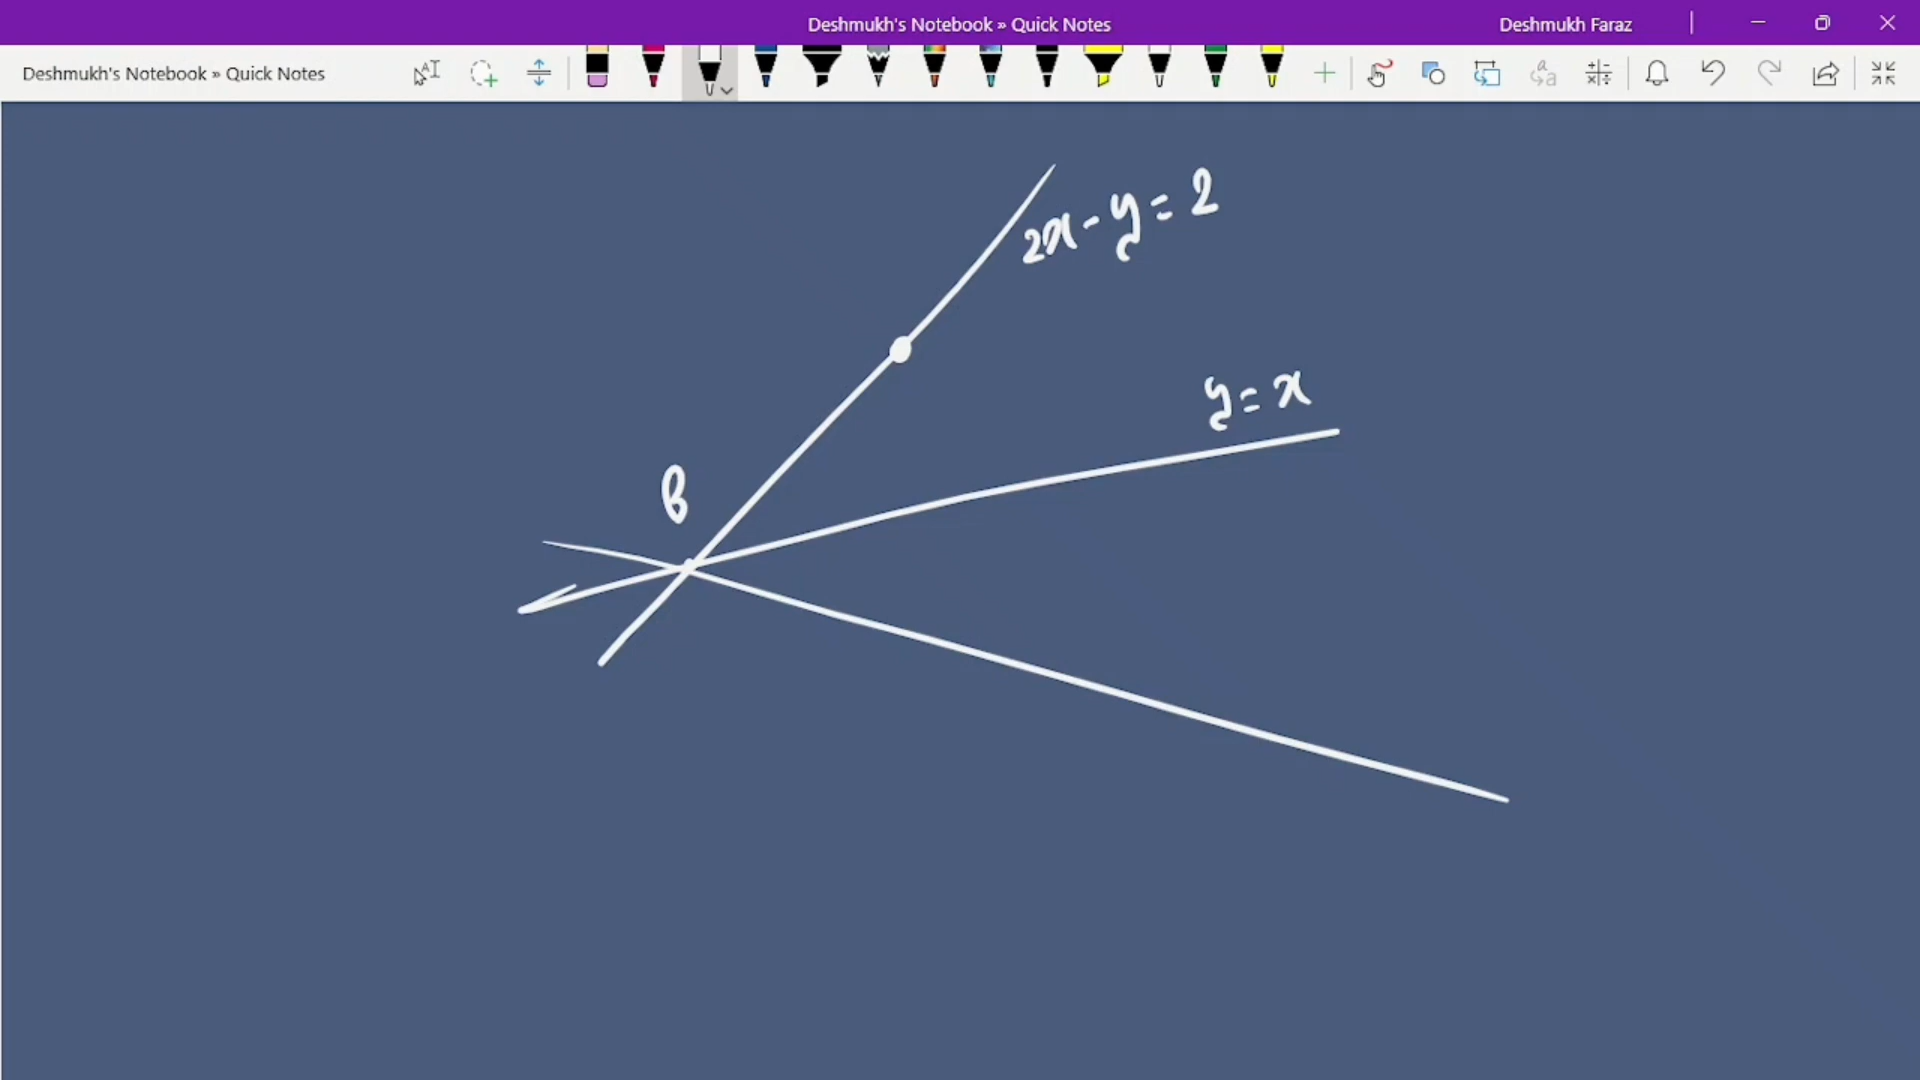 Deshmukh's Notebook » Quick Notes
Deshmukh Faraz
Deshmukh's Notebook » Quick Notes
2x - y = 2
y = x
B